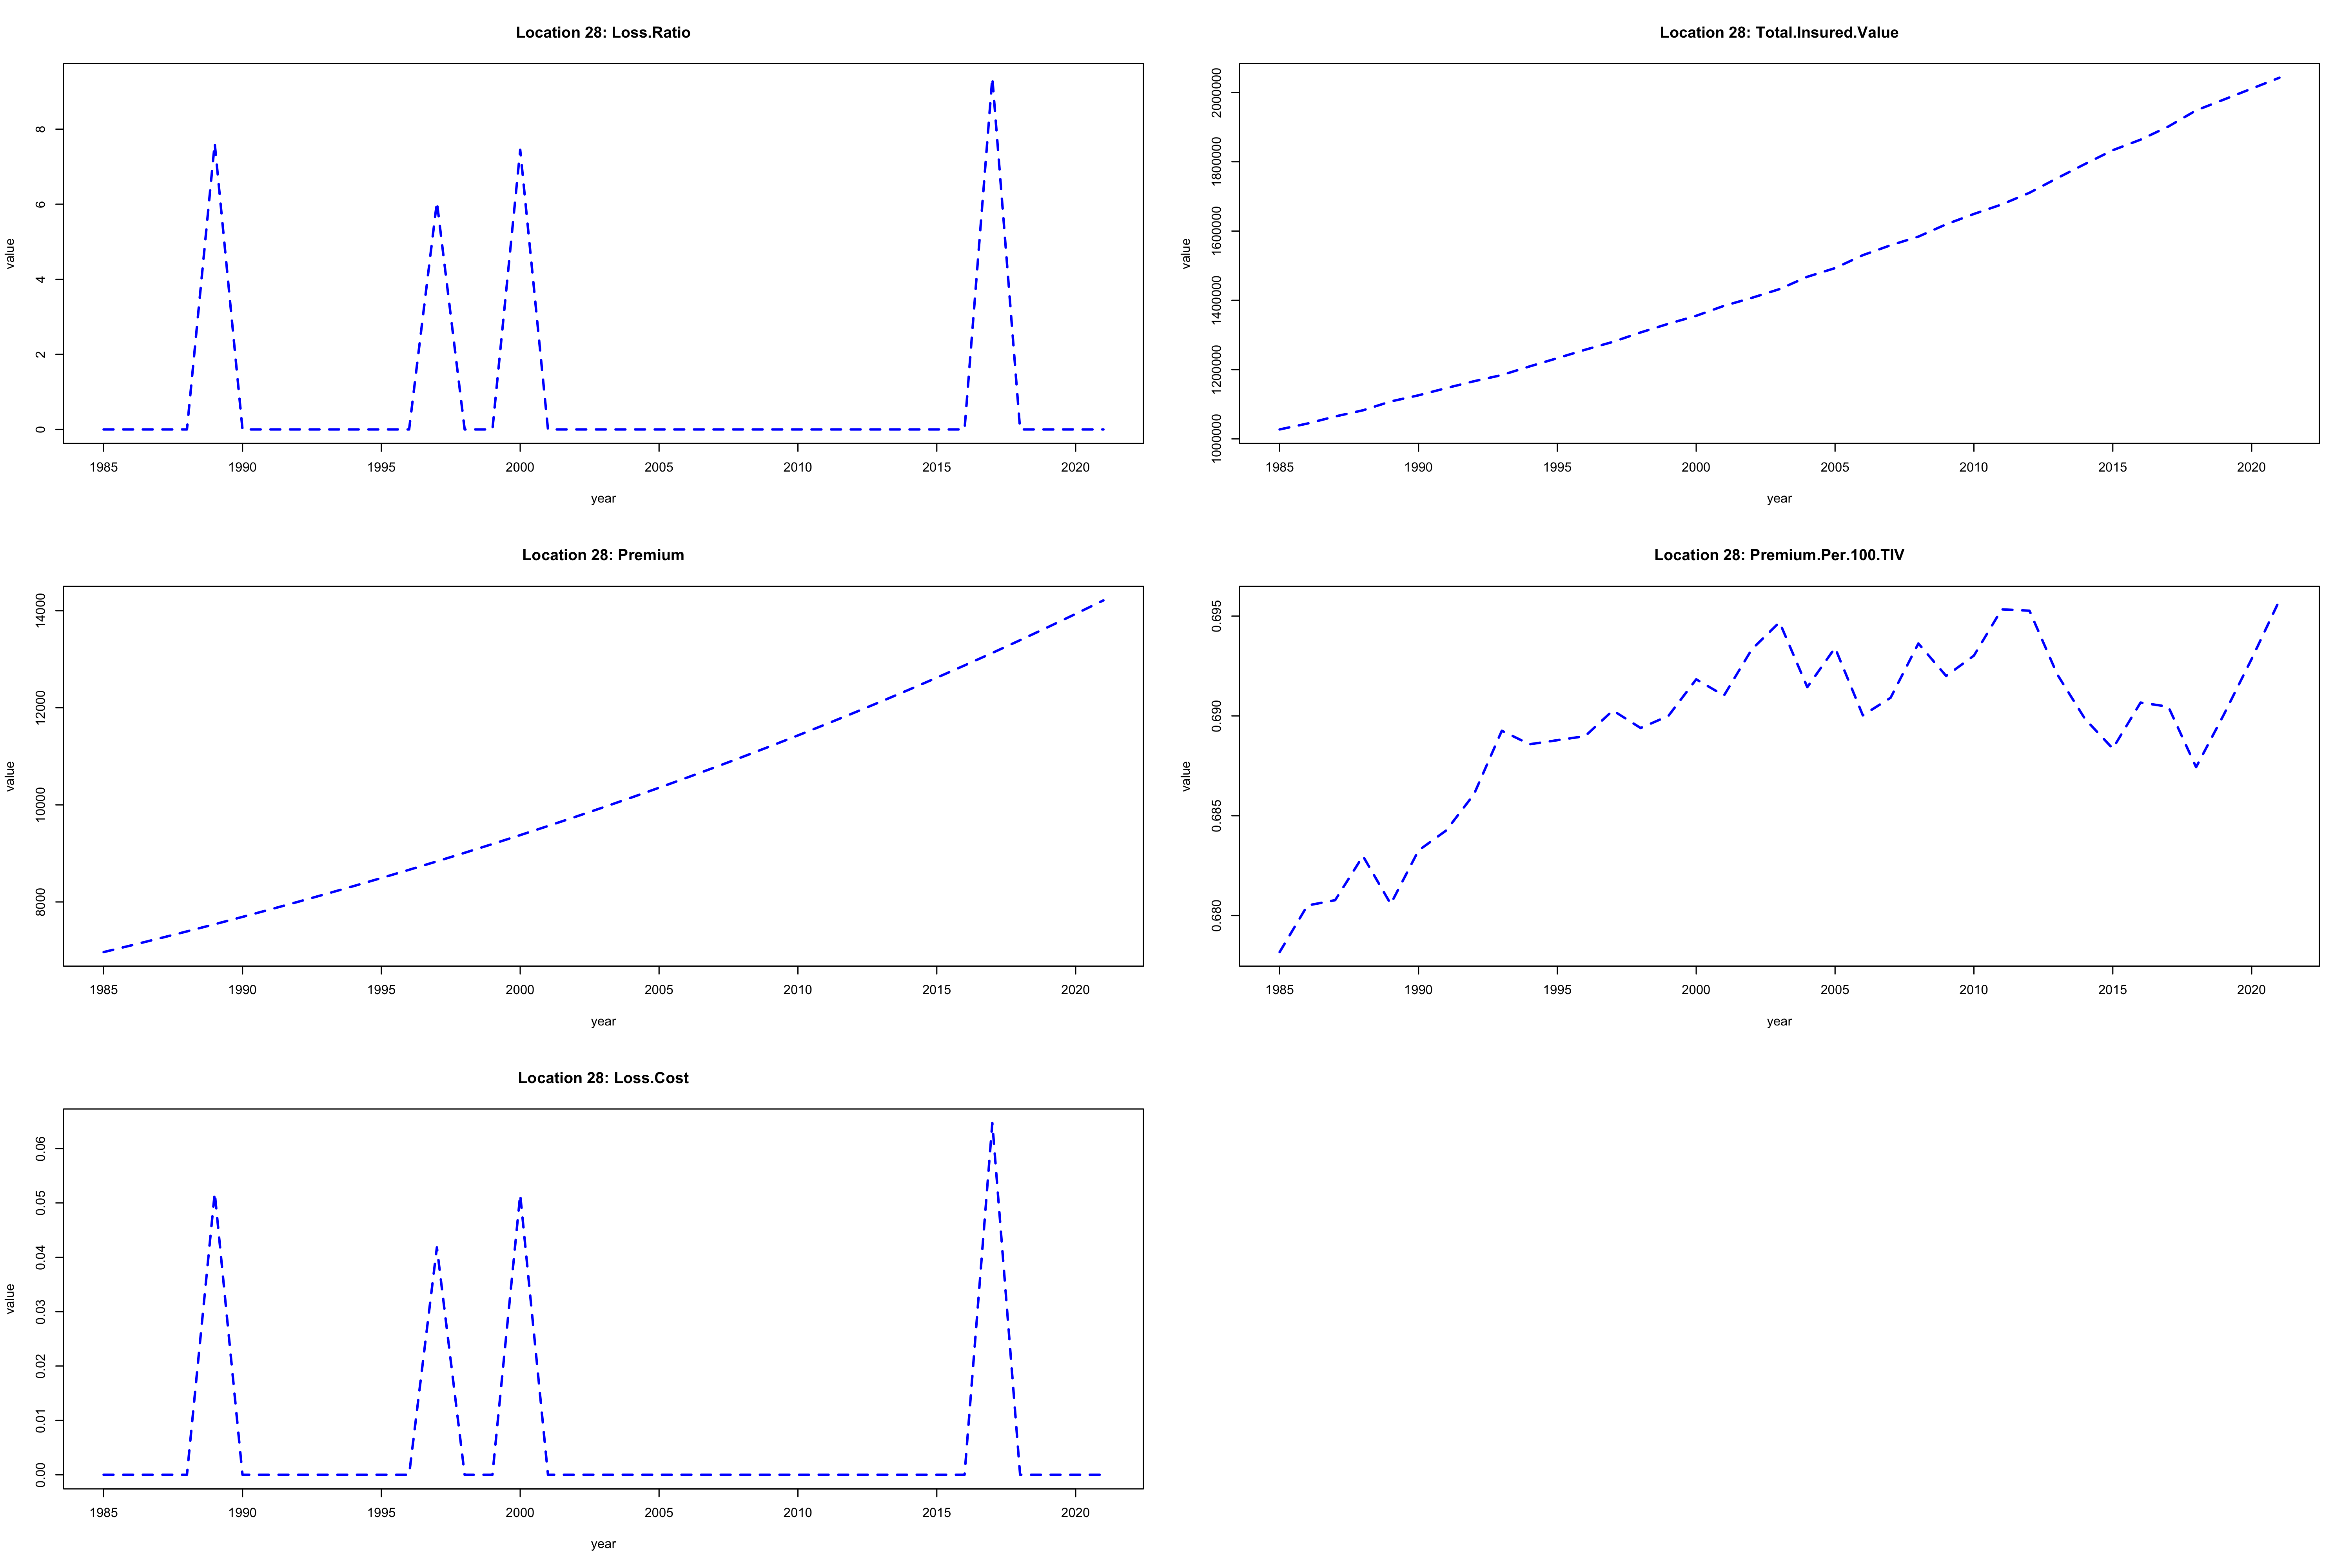 Location 28: Loss.Ratio
value
0
2
4
6
8
1985 1990 1995 2000 2005 2010 2015 2020
year
Location 28: Total.Insured.Value
value
1000000
1200000
1400000
1600000
1800000
2000000
1985 1990 1995 2000 2005 2010 2015 2020
year
Location 28: Premium
value
8000
10000
12000
14000
1985 1990 1995 2000 2005 2010 2015 2020
year
Location 28: Premium.Per.100.TIV
value
0.680
0.685
0.690
0.695
1985 1990 1995 2000 2005 2010 2015 2020
year
Location 28: Loss.Cost
value
0.00
0.01
0.02
0.03
0.04
0.05
0.06
1985 1990 1995 2000 2005 2010 2015 2020
year